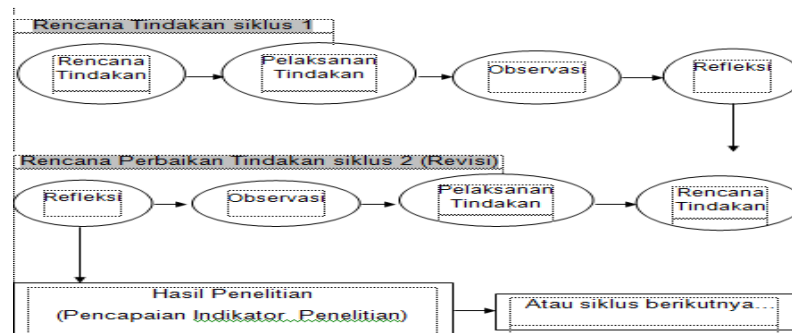 Rencana Tindakan siklus 1
Rencana
Tindakan
Pelaksanan
Tindakan
Observasi
Refleksi
Rencana Perbaikan Tindakan siklus 2 (Revisi)
Refleksi
Observasi
Pelaksanan
Tindakan
Rencana
Tindakan
Hasil Penelitian
(Pencapaian Indikator Penelitian)
Atau siklus berikutnya...